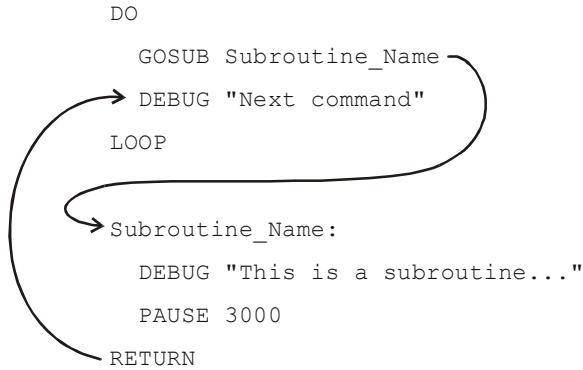 DO
GOSUB Subroutine_Name
DEBUG "Next command"
LOOP
Subroutine_Name:
DEBUG "This is a subroutine..."
PAUSE 3000
RETURN